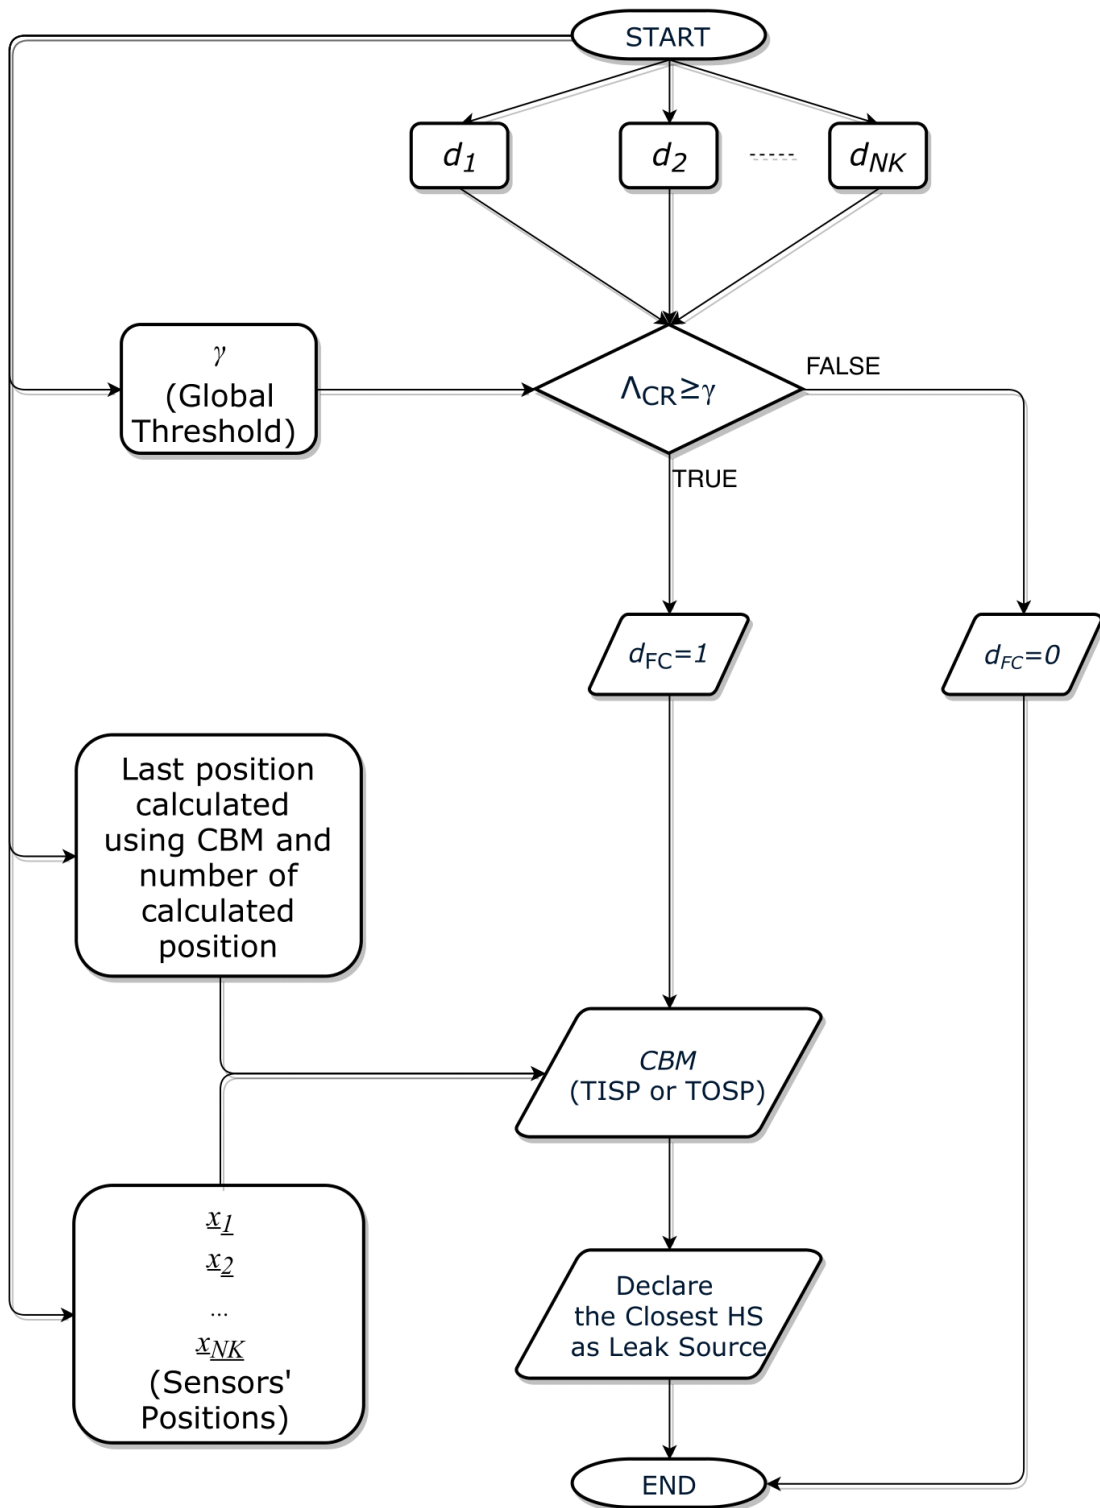 START
d1
d2
-----
dNK
γ
(Global
Threshold)
ΛCR≥γ
FALSE
TRUE
dFC=1
dFC=0
Last position
calculated
using CBM and
number of
calculated
position
CBM
(TISP or TOSP)
x1
x2
...
xNK
(Sensors'
Positions)
Declare
the Closest HS
as Leak Source
END